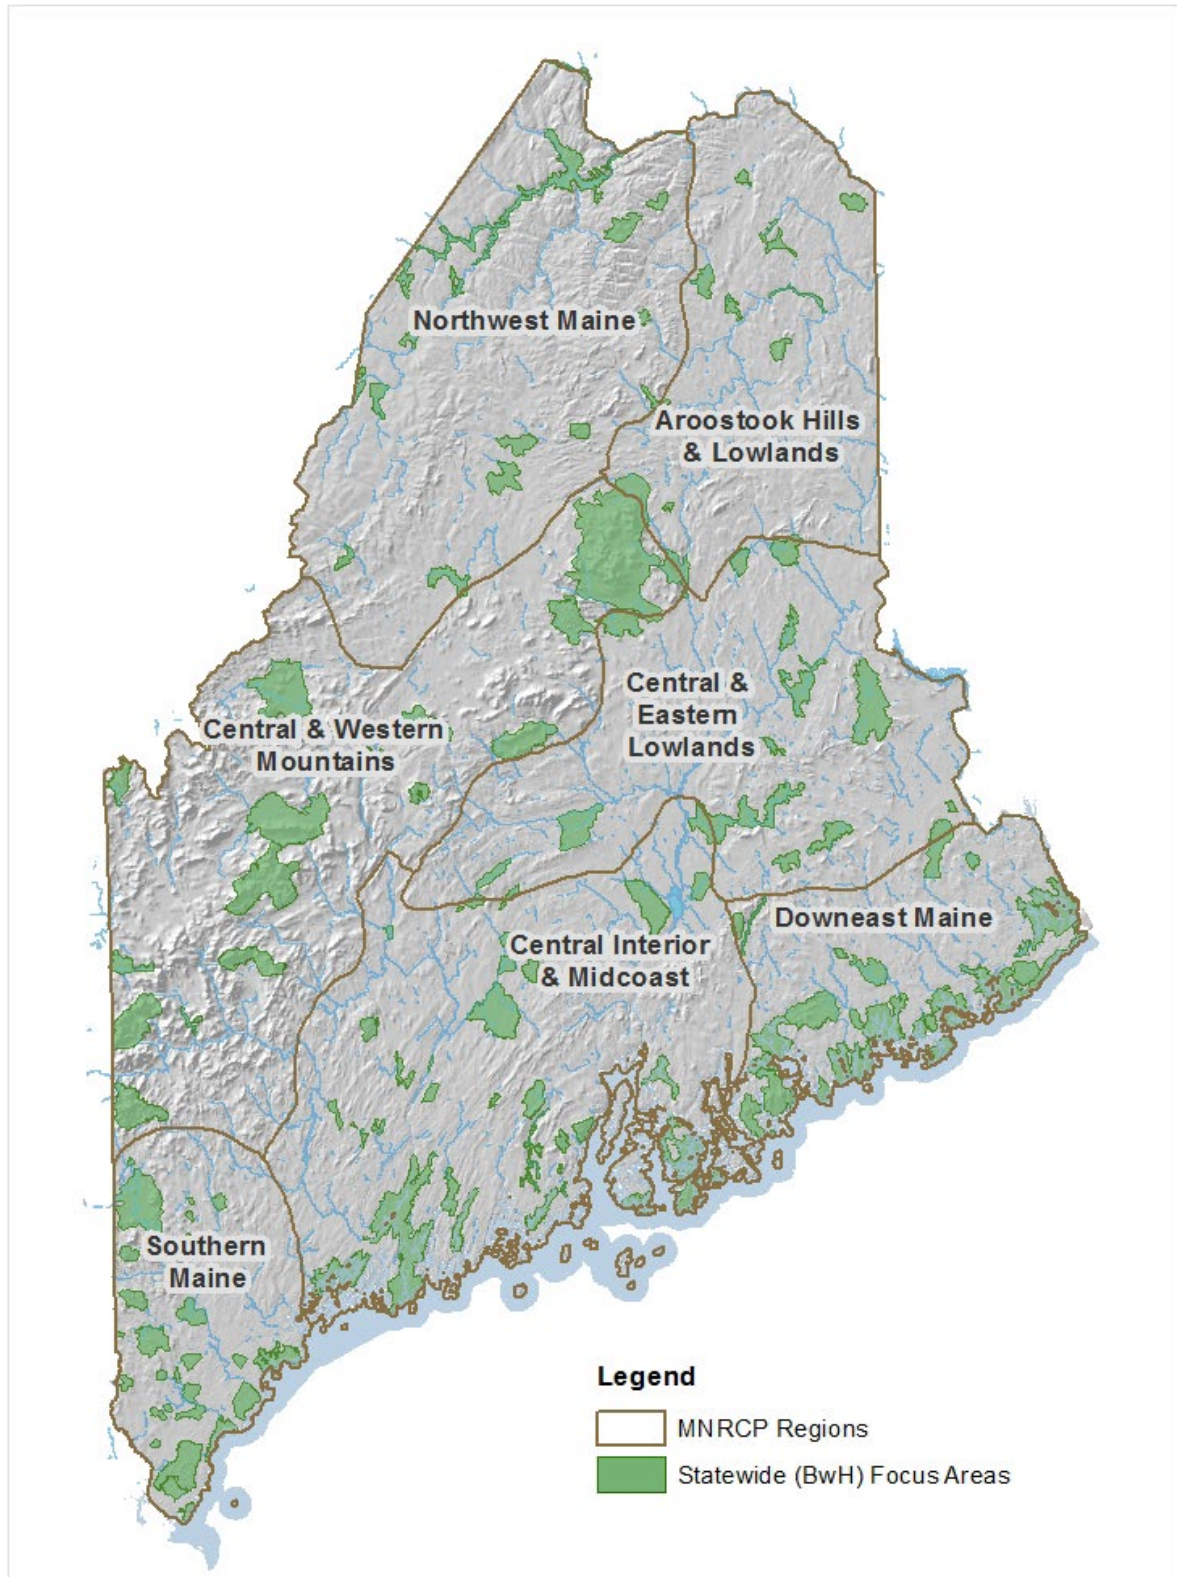 Northwest Maine
Aroostook Hills
& Lowlands
Central &
Eastern
Lowlands
Central & Western
Mountains
Downeast Maine
Central Interior
& Midcoast
Southern
Maine
Legend
MNRCP Regions
Statewide (BwH) Focus Areas